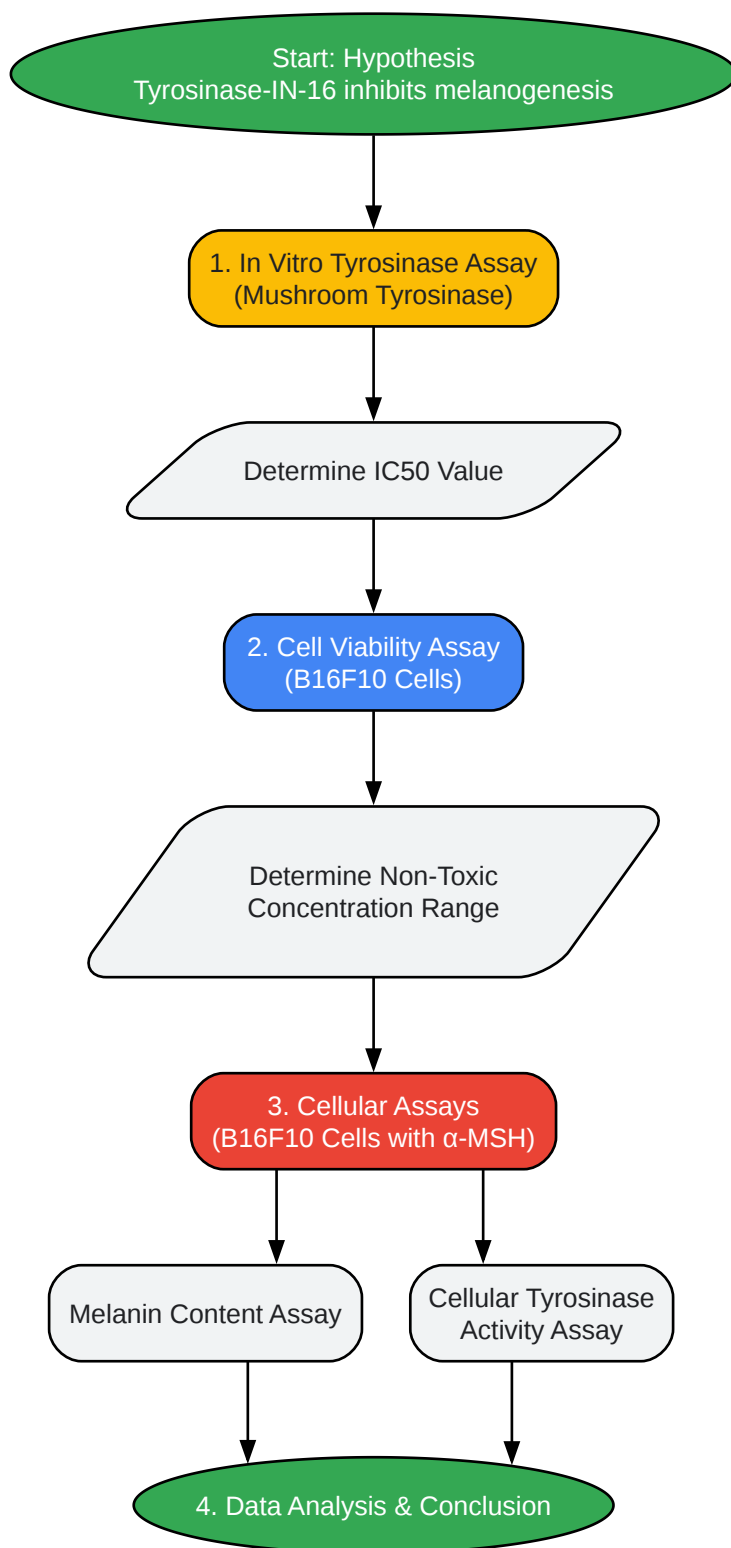 Start: Hypothesis
Tyrosinase-IN-16 inhibits melanogenesis
1. In Vitro Tyrosinase Assay
(Mushroom Tyrosinase)
Determine IC50 Value
2. Cell Viability Assay
(B16F10 Cells)
Determine Non-Toxic
Concentration Range
3. Cellular Assays
(B16F10 Cells with α-MSH)
Melanin Content Assay
Cellular Tyrosinase
Activity Assay
4. Data Analysis & Conclusion